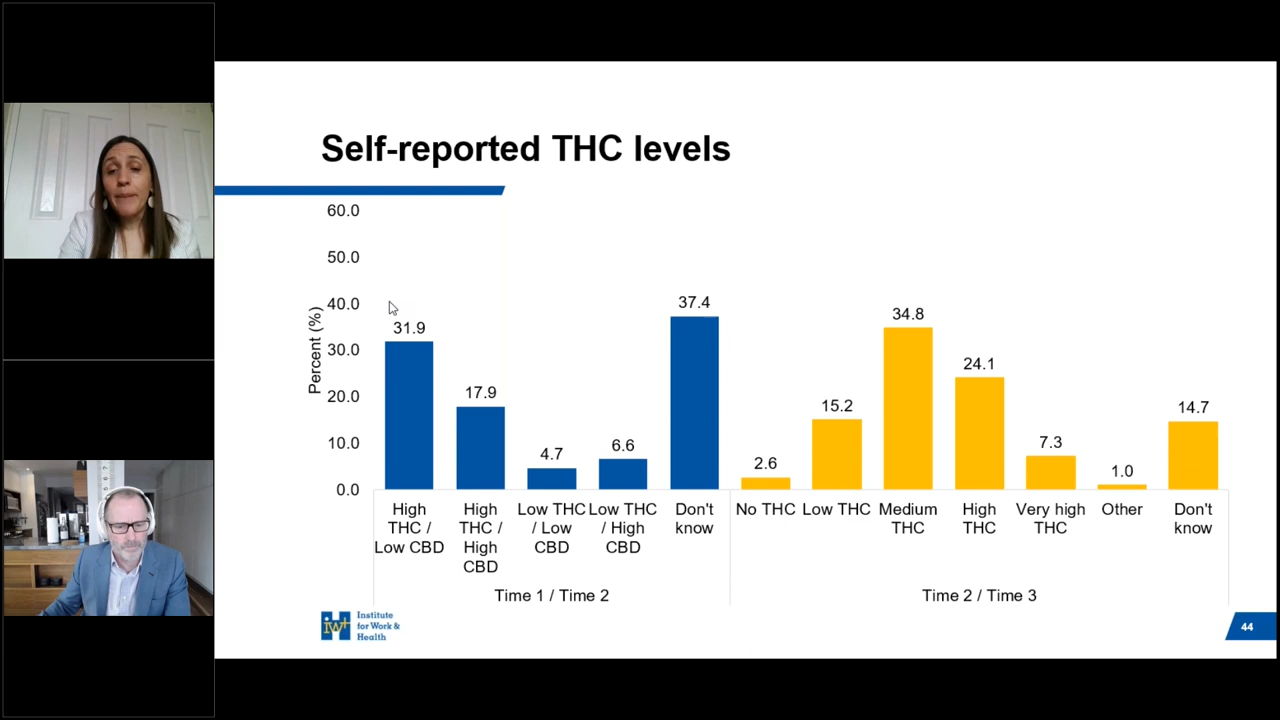 Self-reported THC levels
60.0
50.0
40.0
30.0
20.0
10.0
0.0
Percent (%)
31.9
17.9
4.7
6.6
37.4
2.6
15.2
34.8
24.1
7.3
1.0
14.7
High
THC /
Low CBD
High
THC /
High
CBD
Low THC
/ Low
CBD
Low THC
/ High
CBD
Don't
know
No THC
Low THC
Medium
THC
High
THC
Very high
THC
Other
Don't
know
Time 1 / Time 2
Time 2 / Time 3
iwh
Institute
for Work &
Health
44